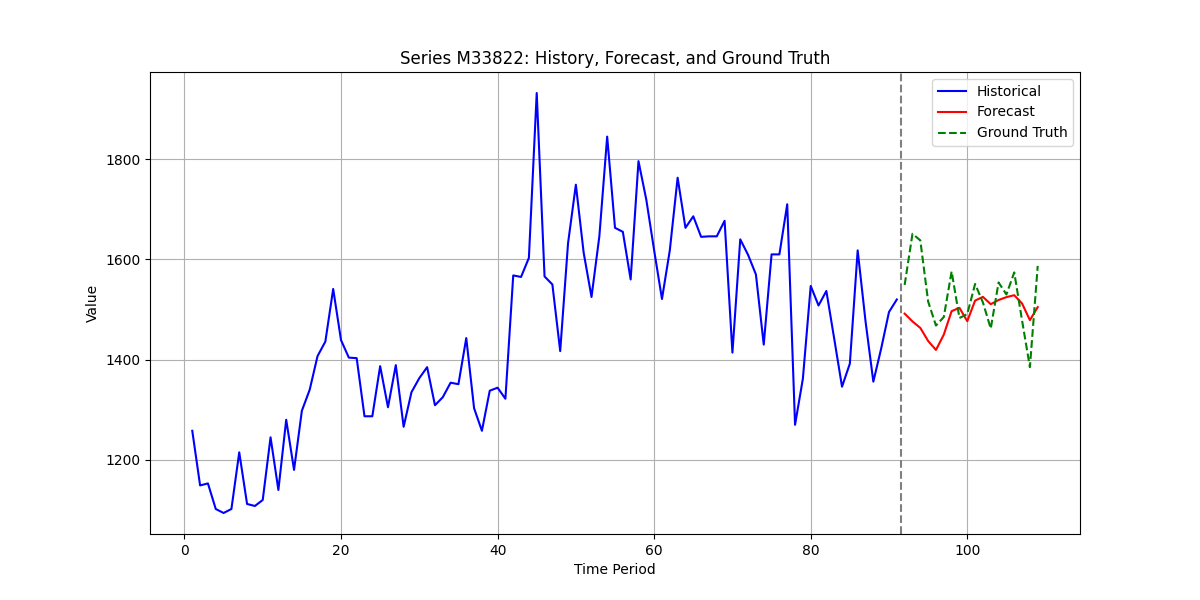 Series M33822: History, Forecast, and Ground Truth
Historical
Forecast
Ground Truth
Value
1800
1600
1400
1200
0 20 40 60 80 100
Time Period